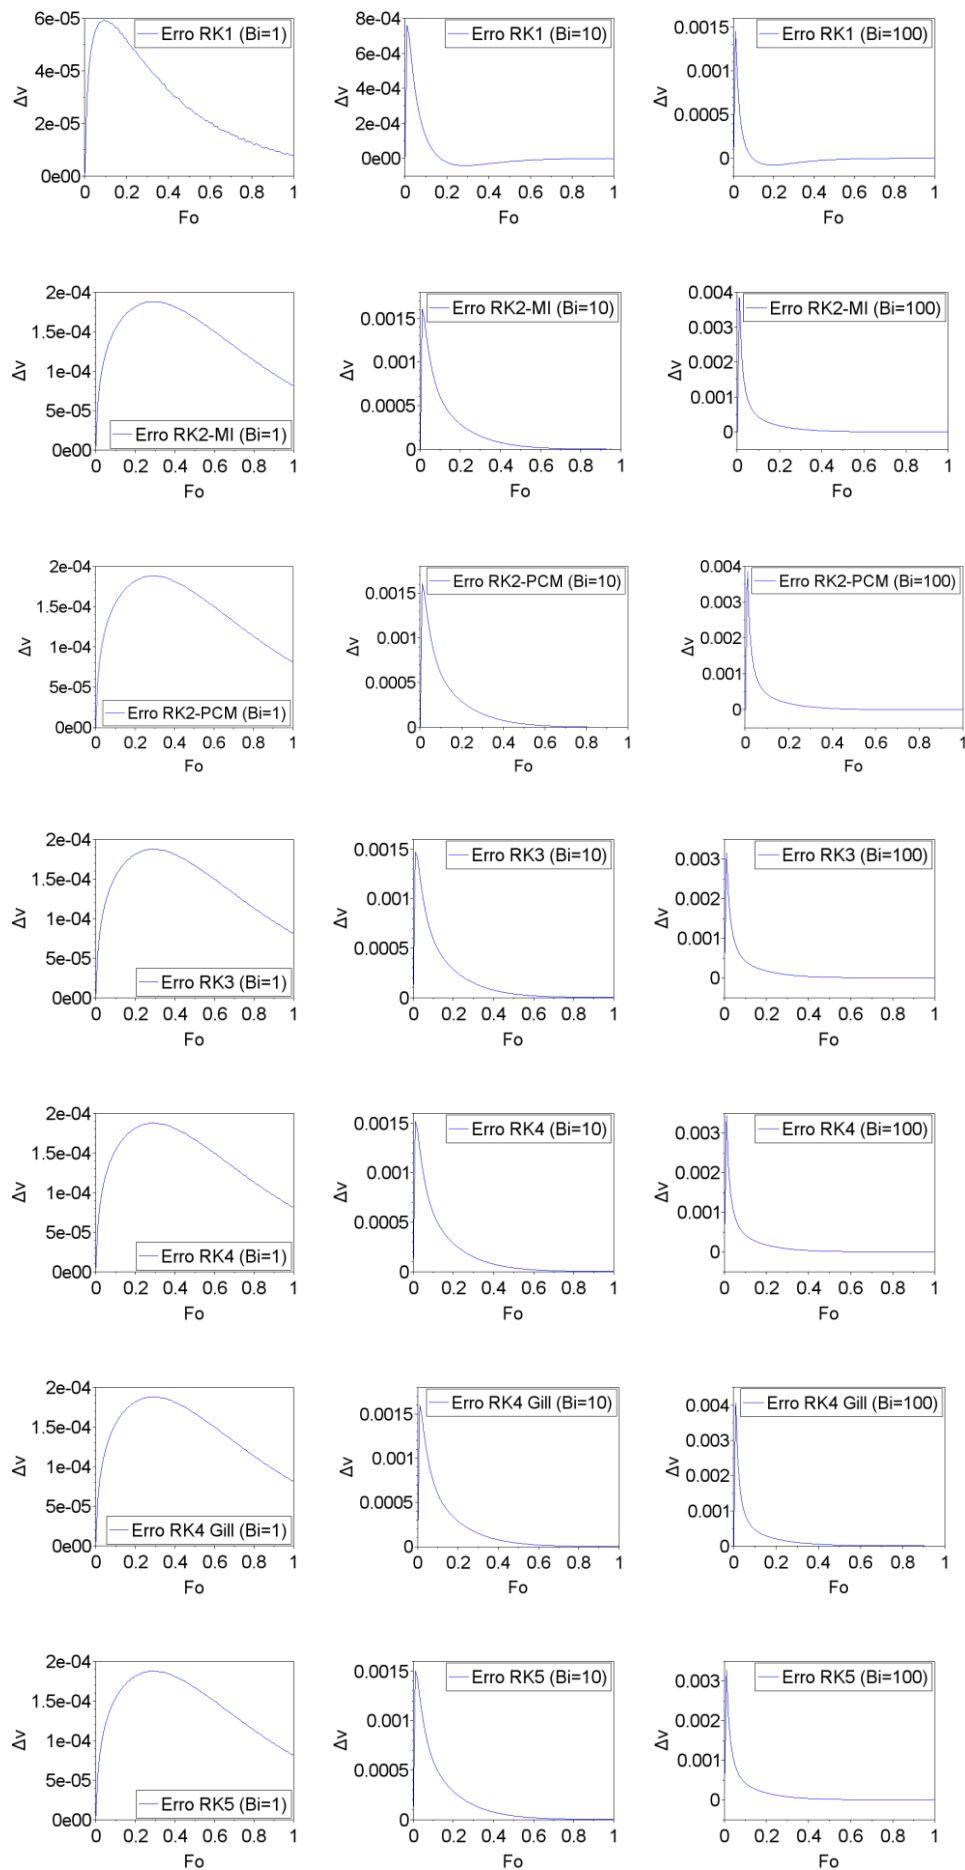 6e-05
4e-05
2e-05
0e00
Δv
Erro RK1 (Bi=1)
0 0.2 0.4 0.6 0.8 1
Fo
8e-04
6e-04
4e-04
2e-04
0e00
Δv
Erro RK1 (Bi=10)
0 0.2 0.4 0.6 0.8 1
Fo
0.0015
0.001
0.0005
0
Δv
Erro RK1 (Bi=100)
0 0.2 0.4 0.6 0.8 1
Fo
2e-04
1.5e-04
1e-04
5e-05
0e00
Δv
Erro RK2-MI (Bi=1)
0 0.2 0.4 0.6 0.8 1
Fo
0.0015
0.001
0.0005
0
Δv
Erro RK2-MI (Bi=10)
0 0.2 0.4 0.6 0.8 1
Fo
0.004
0.003
0.002
0.001
0
Δv
Erro RK2-MI (Bi=100)
0 0.2 0.4 0.6 0.8 1
Fo
2e-04
1.5e-04
1e-04
5e-05
0e00
Δv
Erro RK2-PCM (Bi=1)
0 0.2 0.4 0.6 0.8 1
Fo
0.0015
0.001
0.0005
0
Δv
Erro RK2-PCM (Bi=10)
0 0.2 0.4 0.6 0.8 1
Fo
0.004
0.003
0.002
0.001
0
Δv
Erro RK2-PCM (Bi=100)
0 0.2 0.4 0.6 0.8 1
Fo
2e-04
1.5e-04
1e-04
5e-05
0e00
Δv
Erro RK3 (Bi=1)
0 0.2 0.4 0.6 0.8 1
Fo
0.0015
0.001
0.0005
0
Δv
Erro RK3 (Bi=10)
0 0.2 0.4 0.6 0.8 1
Fo
0.003
0.002
0.001
0
Δv
Erro RK3 (Bi=100)
0 0.2 0.4 0.6 0.8 1
Fo
2e-04
1.5e-04
1e-04
5e-05
0e00
Δv
Erro RK4 (Bi=1)
0 0.2 0.4 0.6 0.8 1
Fo
0.0015
0.001
0.0005
0
Δv
Erro RK4 (Bi=10)
0 0.2 0.4 0.6 0.8 1
Fo
0.003
0.002
0.001
0
Δv
Erro RK4 (Bi=100)
0 0.2 0.4 0.6 0.8 1
Fo
2e-04
1.5e-04
1e-04
5e-05
0e00
Δv
Erro RK4 Gill (Bi=1)
0 0.2 0.4 0.6 0.8 1
Fo
0.0015
0.001
0.0005
0
Δv
Erro RK4 Gill (Bi=10)
0 0.2 0.4 0.6 0.8 1
Fo
0.004
0.003
0.002
0.001
0
Δv
Erro RK4 Gill (Bi=100)
0 0.2 0.4 0.6 0.8 1
Fo
2e-04
1.5e-04
1e-04
5e-05
0e00
Δv
Erro RK5 (Bi=1)
0 0.2 0.4 0.6 0.8 1
Fo
0.0015
0.001
0.0005
0
Δv
Erro RK5 (Bi=10)
0 0.2 0.4 0.6 0.8 1
Fo
0.003
0.002
0.001
0
Δv
Erro RK5 (Bi=100)
0 0.2 0.4 0.6 0.8 1
Fo